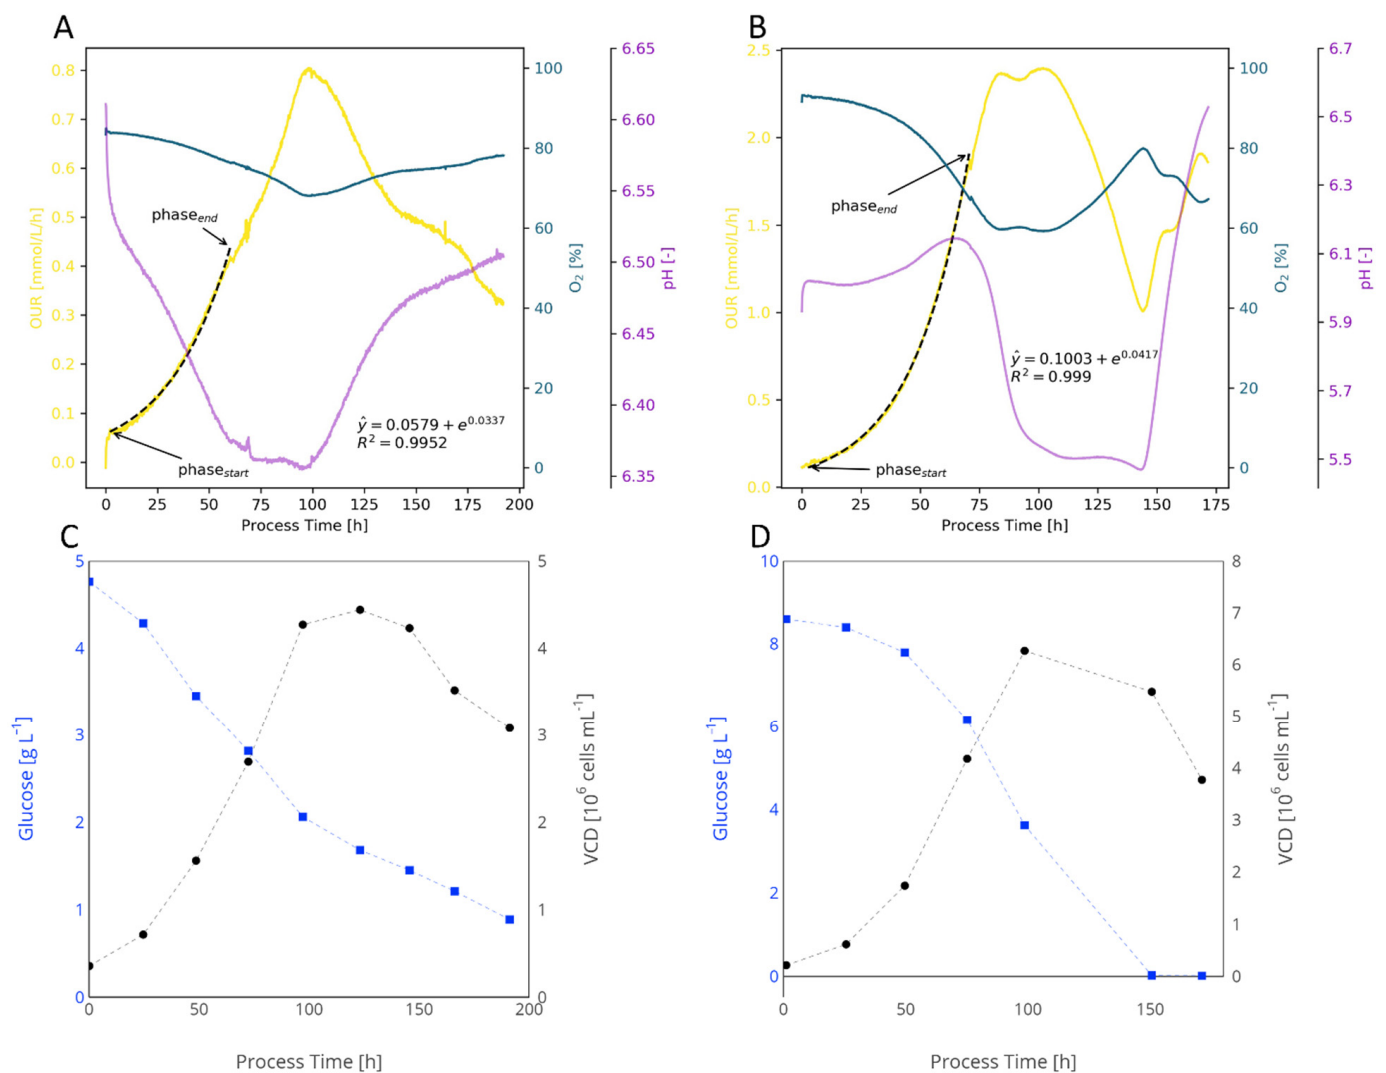 A
B
OUR [mmol/L/h]
0.8
0.7
0.6
0.5
0.4
0.3
0.2
0.1
0.0
100
80
60
40
20
0
O₂ [%]
6.65
6.60
6.55
6.50
6.45
6.40
6.35
pH [-]
phase_end
phase_start
ŷ = 0.0579 + e^0.0337
R² = 0.9952
0 25 50 75 100 125 150 175 200
Process Time [h]
OUR [mmol/L/h]
2.5
2.0
1.5
1.0
0.5
0.0
100
80
60
40
20
0
O₂ [%]
6.7
6.5
6.3
6.1
5.9
5.7
5.5
pH [-]
phase_end
phase_start
ŷ = 0.1003 + e^0.0417
R² = 0.999
0 25 50 75 100 125 150 175
Process Time [h]
C
D
Glucose [g L⁻¹]
5
4
3
2
1
0
5
4
3
2
1
0
VCD [10⁶ cells mL⁻¹]
0 50 100 150 200
Process Time [h]
Glucose [g L⁻¹]
10
8
6
4
2
0
8
7
6
5
4
3
2
1
0
VCD [10⁶ cells mL⁻¹]
0 50 100 150
Process Time [h]